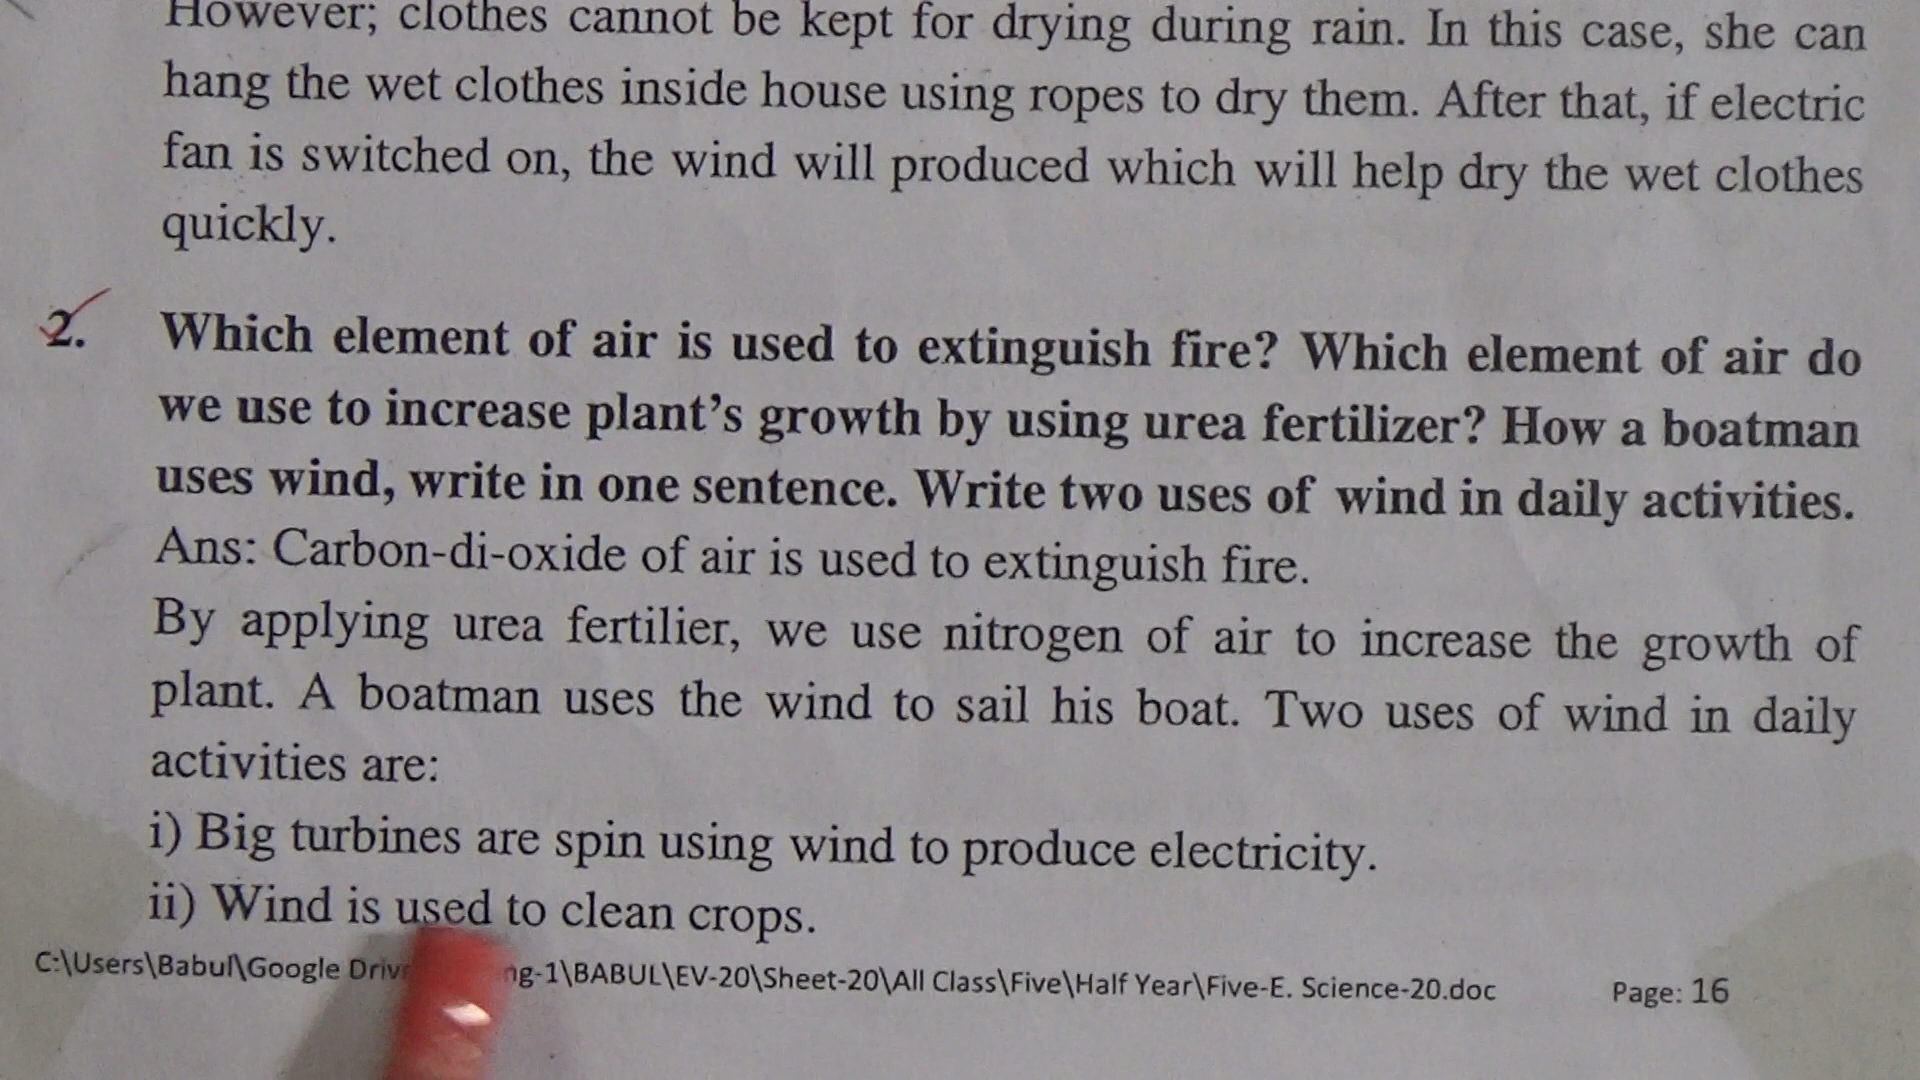 However; clothes cannot be kept for drying during rain. In this case, she can
hang the wet clothes inside house using ropes to dry them. After that, if electric
fan is switched on, the wind will produced which will help dry the wet clothes
quickly.
2. Which element of air is used to extinguish fire? Which element of air do
we use to increase plant's growth by using urea fertilizer? How a boatman
uses wind, write in one sentence. Write two uses of wind in daily activities.
Ans: Carbon-di-oxide of air is used to extinguish fire.
By applying urea fertilier, we use nitrogen of air to increase the growth of
plant. A boatman uses the wind to sail his boat. Two uses of wind in daily
activities are:
i) Big turbines are spin using wind to produce electricity.
ii) Wind is used to clean crops.
C:\Users\Babul\Google ng-1\BABUL\EV-20\Sheet-20\All Class\Five\Half Year\Five-E. Science-20.doc Page: 16